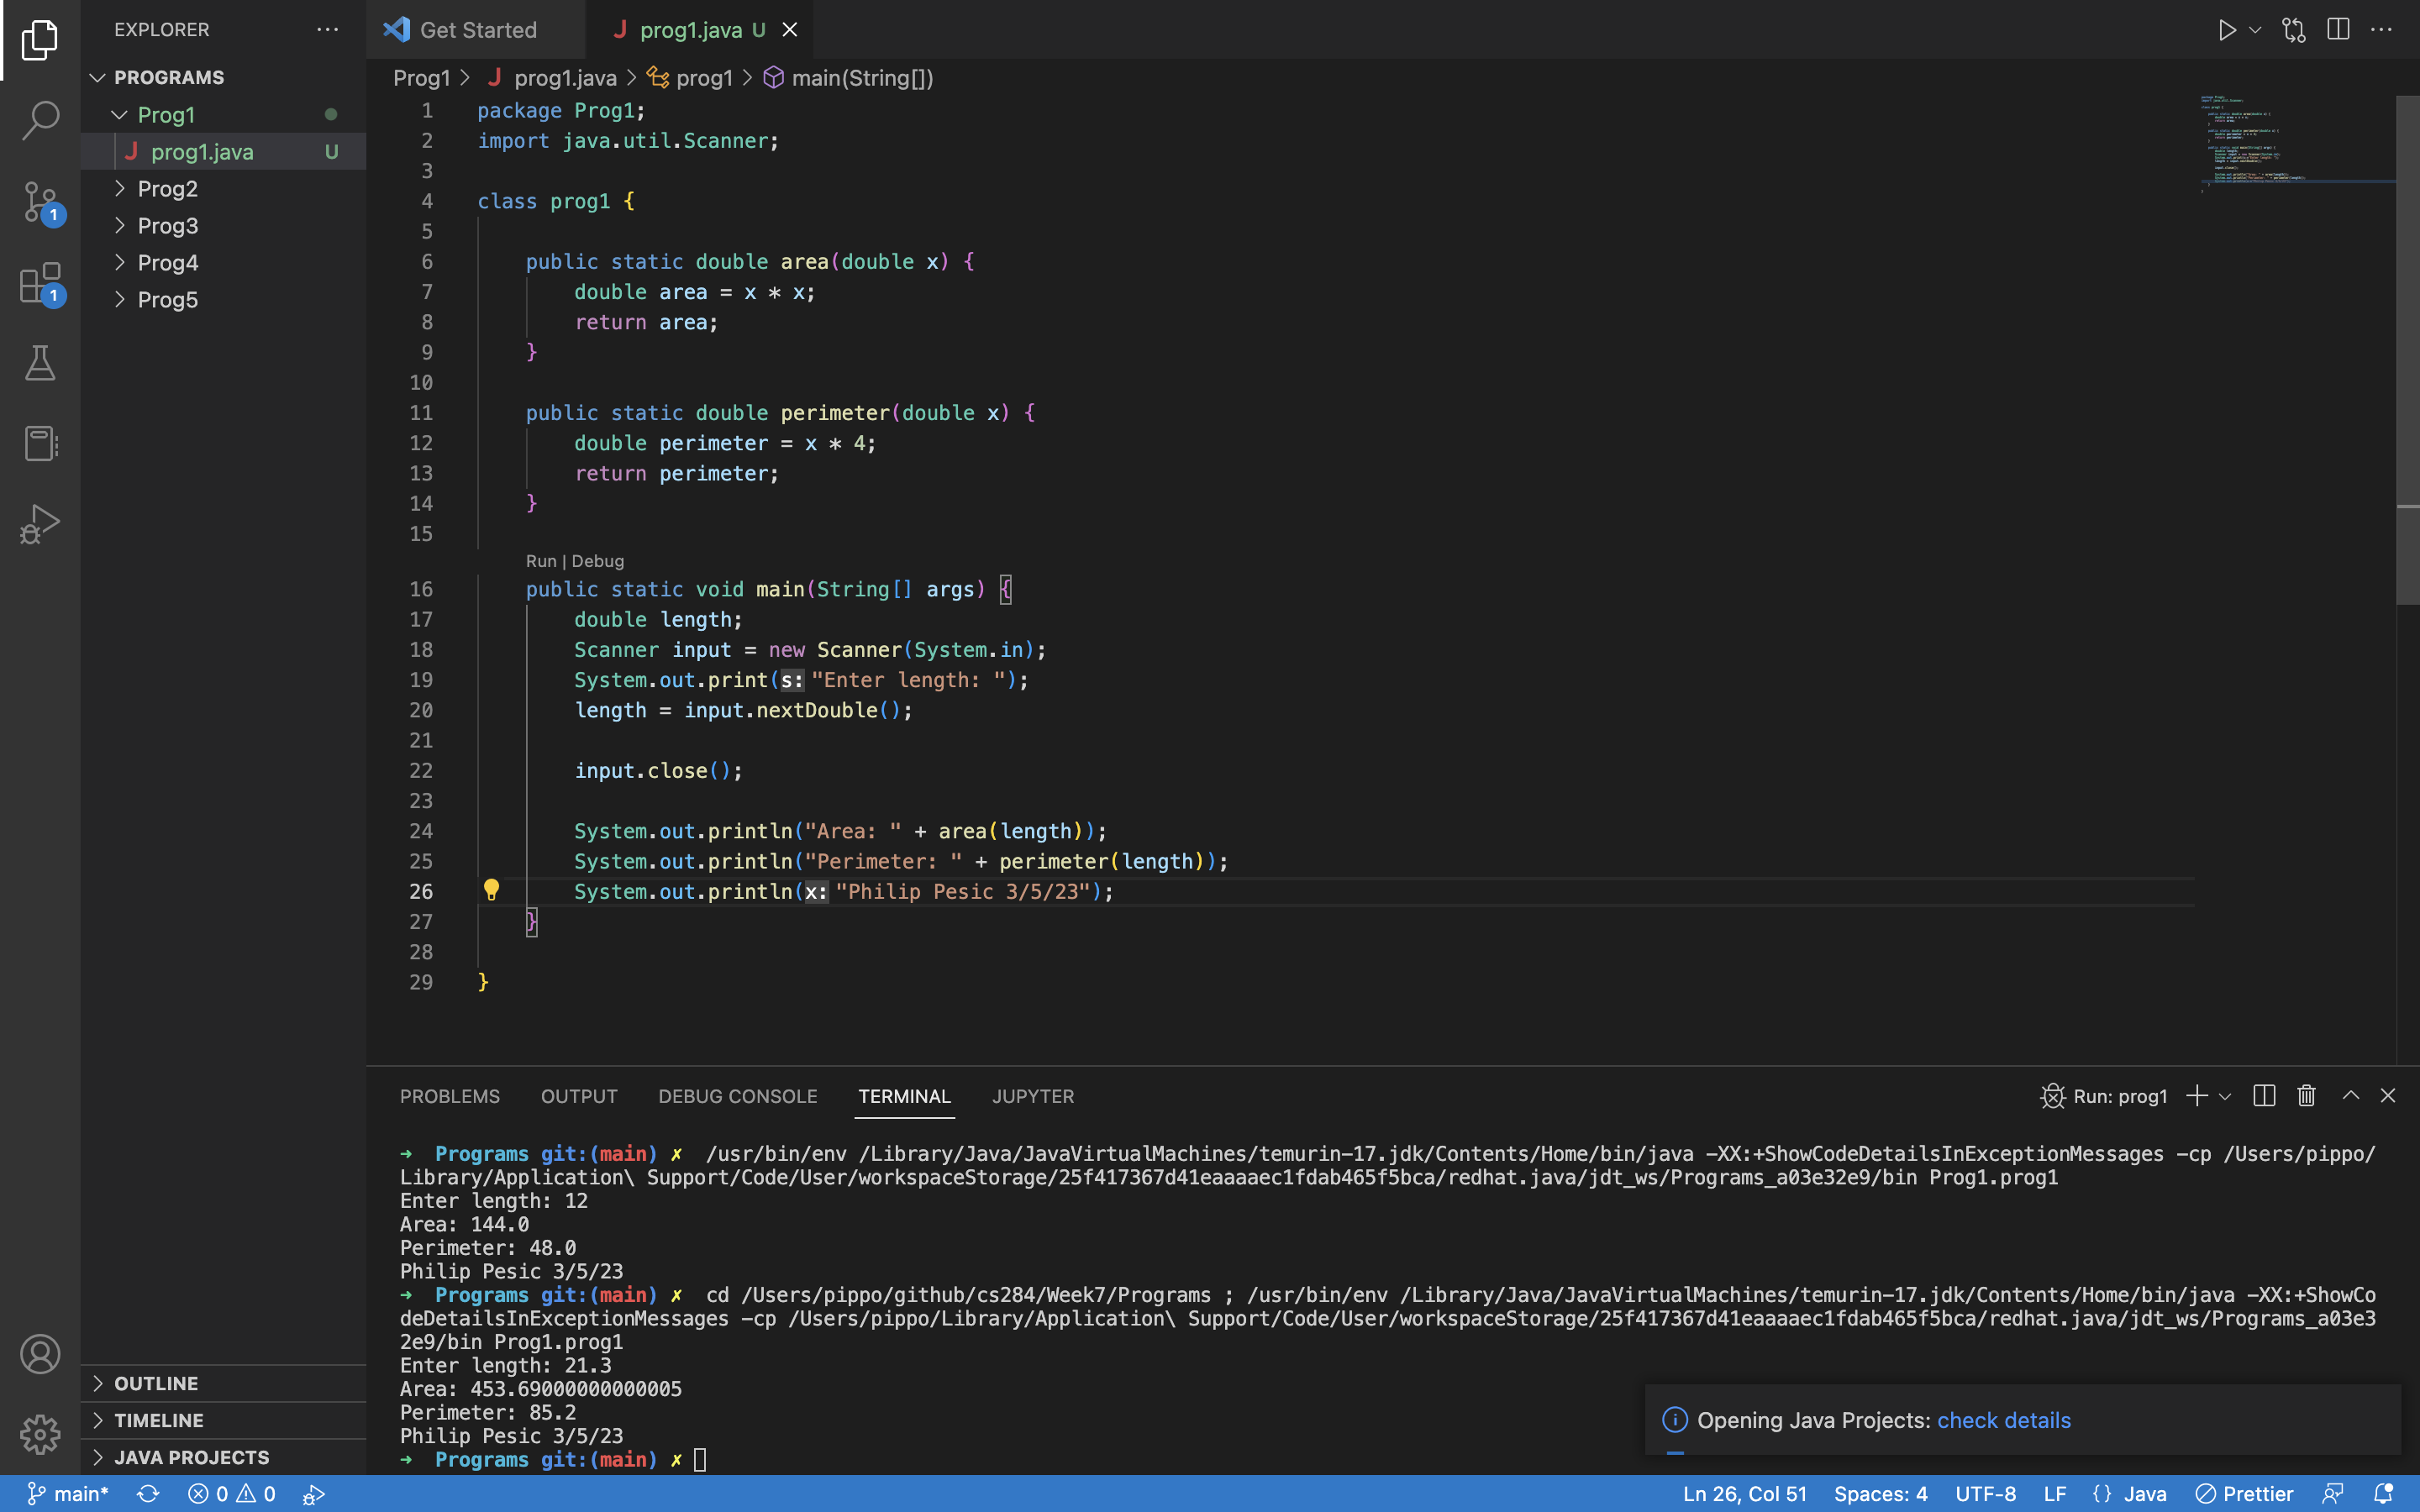 EXPLORER
PROGRAMS
Prog1
J prog1.java U
Prog2
Prog3
Prog4
Prog5
OUTLINE
TIMELINE
JAVA PROJECTS
1
1
Get Started
J prog1.java U
Prog1 > J prog1.java > prog1 > main(String[])
1 package Prog1;
2 import java.util.Scanner;
3
4 class prog1 {
5
6 public static double area(double x) {
7 double area = x * x;
8 return area;
9 }
10
11 public static double perimeter(double x) {
12 double perimeter = x * 4;
13 return perimeter;
14 }
15
Run | Debug
16 public static void main(String[] args) {
17 double length;
18 Scanner input = new Scanner(System.in);
19 System.out.print(s: "Enter length: ");
20 length = input.nextDouble();
21
22 input.close();
23
24 System.out.println("Area: " + area(length));
25 System.out.println("Perimeter: " + perimeter(length));
26 System.out.println(x: "Philip Pesic 3/5/23");
27 }
28
29 }
PROBLEMS OUTPUT DEBUG CONSOLE TERMINAL JUPYTER
Run: prog1
→ Programs git:(main) ✗ /usr/bin/env /Library/Java/JavaVirtualMachines/temurin-17.jdk/Contents/Home/bin/java -XX:+ShowCodeDetailsInExceptionMessages -cp /Users/pippo/
Library/Application\ Support/Code/User/workspaceStorage/25f417367d41eaaaaec1fdab465f5bca/redhat.java/jdt_ws/Programs_a03e32e9/bin Prog1.prog1
Enter length: 12
Area: 144.0
Perimeter: 48.0
Philip Pesic 3/5/23
→ Programs git:(main) ✗ cd /Users/pippo/github/cs284/Week7/Programs ; /usr/bin/env /Library/Java/JavaVirtualMachines/temurin-17.jdk/Contents/Home/bin/java -XX:+ShowCo
deDetailsInExceptionMessages -cp /Users/pippo/Library/Application\ Support/Code/User/workspaceStorage/25f417367d41eaaaaec1fdab465f5bca/redhat.java/jdt_ws/Programs_a03e3
2e9/bin Prog1.prog1
Enter length: 21.3
Area: 453.69000000000005
Perimeter: 85.2
Philip Pesic 3/5/23
→ Programs git:(main) ✗
Opening Java Projects: check details
main* 0 0 Ln 26, Col 51 Spaces: 4 UTF-8 LF {} Java Prettier